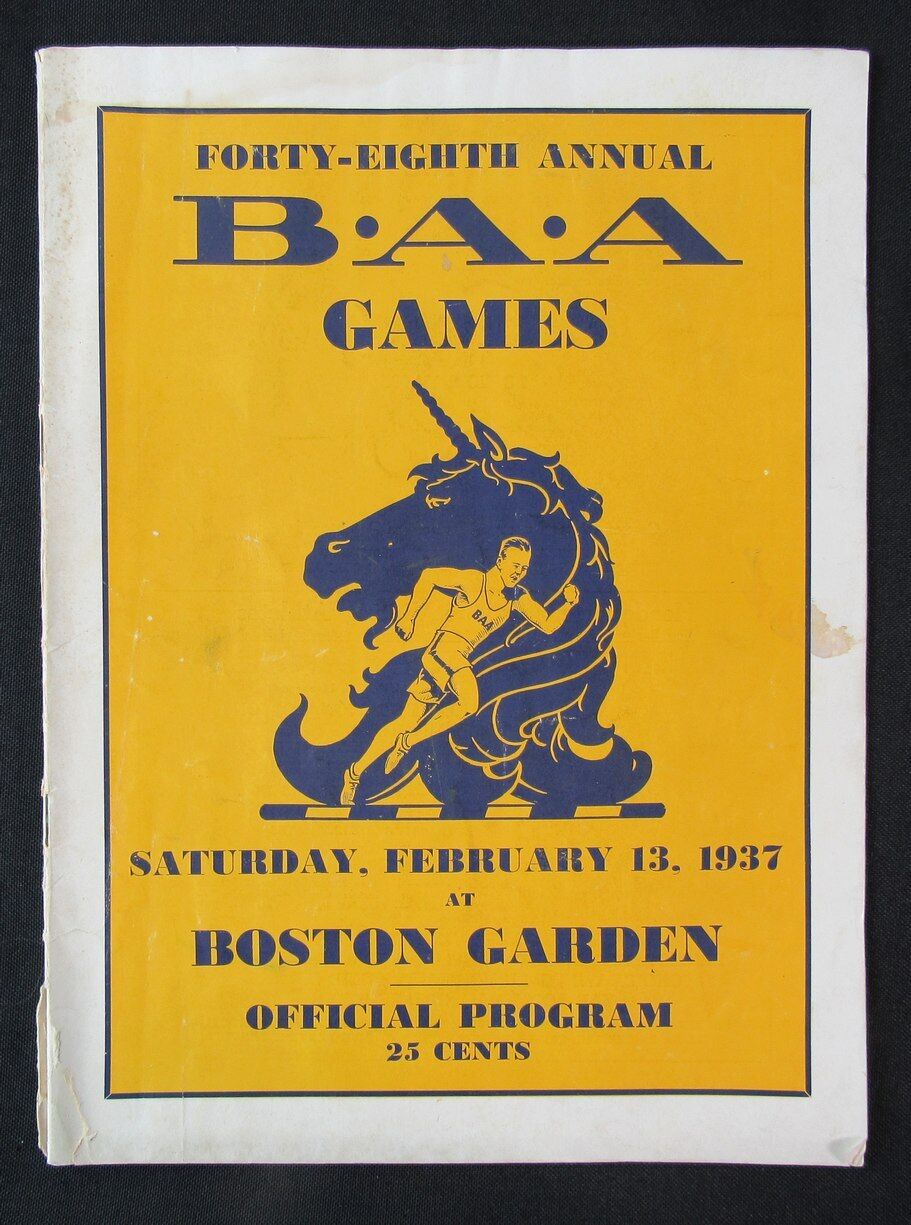 FORTY-EIGHTH ANNUAL
B·A·A
GAMES
BAA
SATURDAY, FEBRUARY 13, 1937
AT
BOSTON GARDEN
OFFICIAL PROGRAM
25 CENTS